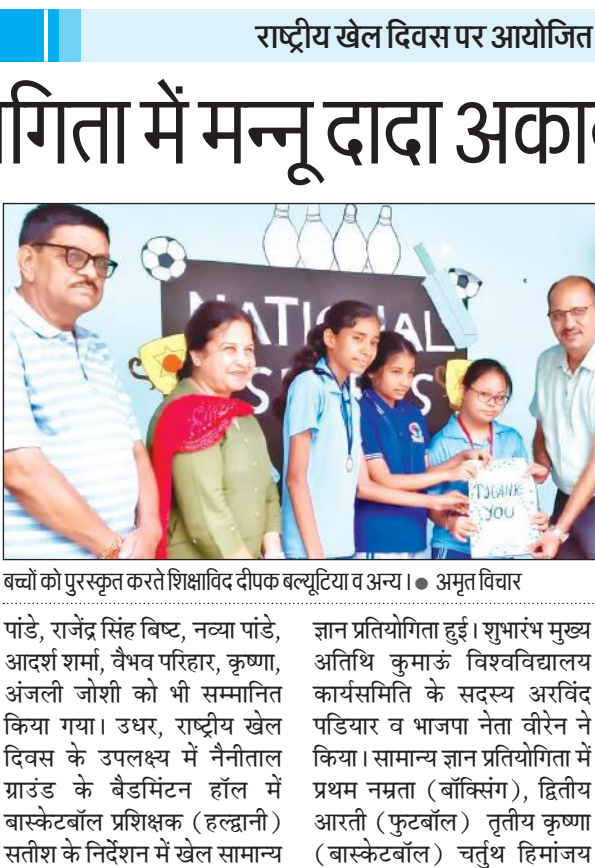 राष्ट्रीय खेल दिवस पर आयोजित
गिता में मन्नू दादा अका
NATIONAL
SPORTS
THANK
YOU
बच्चों को पुरस्कृत करते शिक्षाविद दीपक बल्यूटिया व अन्य। ● अमृत विचार
पांडे, राजेंद्र सिंह बिष्ट, नव्या पांडे,
आदर्श शर्मा, वैभव परिहार, कृष्णा,
अंजली जोशी को भी सम्मानित
किया गया। उधर, राष्ट्रीय खेल
दिवस के उपलक्ष्य में नैनीताल
ग्राउंड के बैडमिंटन हॉल में
बास्केटबॉल प्रशिक्षक (हल्द्वानी)
सतीश के निर्देशन में खेल सामान्य
ज्ञान प्रतियोगिता हुई। शुभारंभ मुख्य
अतिथि कुमाऊं विश्वविद्यालय
कार्यसमिति के सदस्य अरविंद
पडियार व भाजपा नेता वीरेन ने
किया। सामान्य ज्ञान प्रतियोगिता में
प्रथम नम्रता (बॉक्सिंग), द्वितीय
आरती (फुटबॉल) तृतीय कृष्णा
(बास्केटबॉल) चर्तुथ हिमांजय